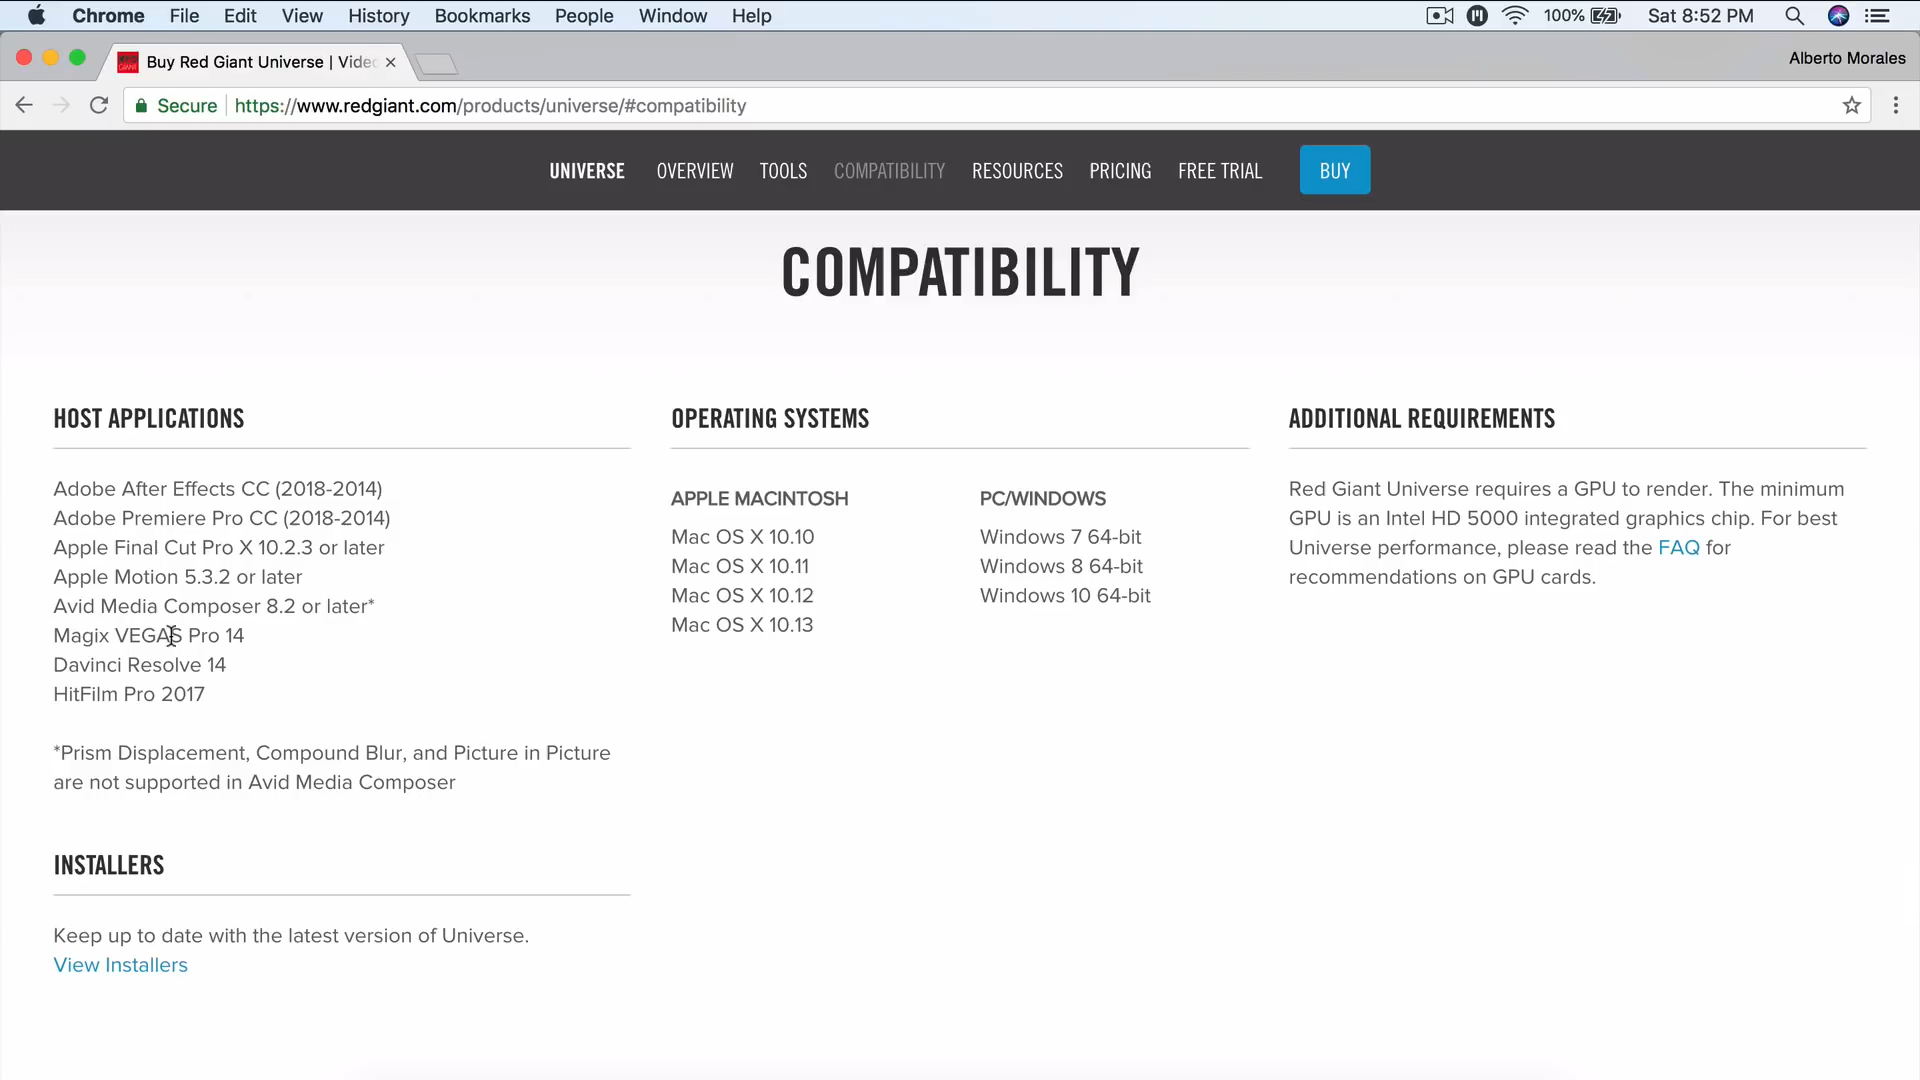 Chrome File Edit View History Bookmarks People Window Help 100% Sat 8:52 PM
Buy Red Giant Universe | Video
Alberto Morales
Secure https://www.redgiant.com/products/universe/#compatibility
UNIVERSE OVERVIEW TOOLS COMPATIBILITY RESOURCES PRICING FREE TRIAL BUY
COMPATIBILITY
HOST APPLICATIONS
Adobe After Effects CC (2018-2014)
Adobe Premiere Pro CC (2018-2014)
Apple Final Cut Pro X 10.2.3 or later
Apple Motion 5.3.2 or later
Avid Media Composer 8.2 or later*
Magix VEGAS Pro 14
Davinci Resolve 14
HitFilm Pro 2017
*Prism Displacement, Compound Blur, and Picture in Picture
are not supported in Avid Media Composer
INSTALLERS
Keep up to date with the latest version of Universe.
View Installers
OPERATING SYSTEMS
APPLE MACINTOSH
Mac OS X 10.10
Mac OS X 10.11
Mac OS X 10.12
Mac OS X 10.13
PC/WINDOWS
Windows 7 64-bit
Windows 8 64-bit
Windows 10 64-bit
ADDITIONAL REQUIREMENTS
Red Giant Universe requires a GPU to render. The minimum
GPU is an Intel HD 5000 integrated graphics chip. For best
Universe performance, please read the FAQ for
recommendations on GPU cards.